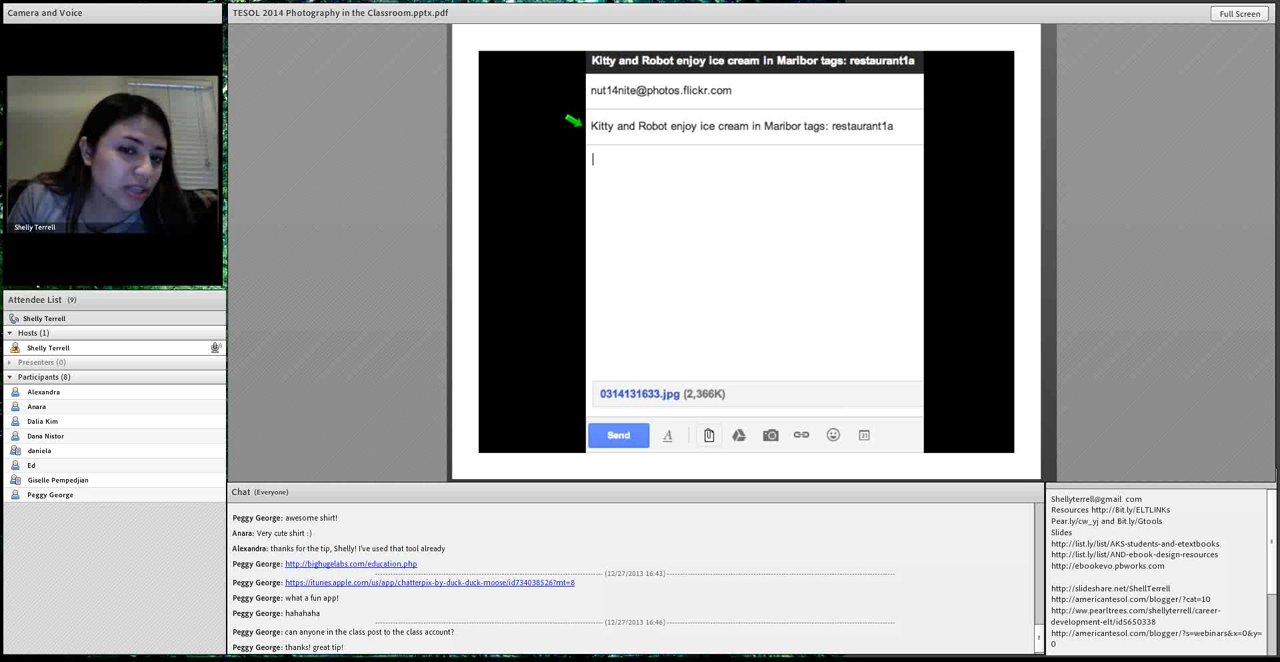 Camera and Voice
Shelly Terrell
Attendee List (9)
Shelly Terrell
Hosts (1)
Shelly Terrell
Presenters (0)
Participants (8)
Alexandra
Anara
Dalia Kim
Dana Nistor
daniela
Ed
Giselle Pempedjian
Peggy George
TESOL 2014 Photography in the Classroom.pptx.pdf
Full Screen
Kitty and Robot enjoy ice cream in Maribor tags: restaurant1a
nut14nite@photos.flickr.com
Kitty and Robot enjoy ice cream in Maribor tags: restaurant1a
0314131633.jpg (2,366K)
Send
A
31
Chat (Everyone)
Peggy George: awesome shirt!
Anara: Very cute shirt :)
Alexandra: thanks for the tip, Shelly! I've used that tool already
Peggy George: http://bighugelabs.com/education.php
(12/27/2013 16:43)
Peggy George: https://itunes.apple.com/us/app/chatterpix-by-duck-duck-moose/id734038526?mt=8
Peggy George: what a fun app!
Peggy George: hahahaha
(12/27/2013 16:46)
Peggy George: can anyone in the class post to the class account?
Peggy George: thanks! great tip!
Shellyterrell@gmail. com
Resources http://Bit.ly/ELTLINKs
Pear.ly/cw_yj and Bit.ly/Gtools
Slides
http://list.ly/list/AKS-students-and-etextbooks
http://list.ly/list/AND-ebook-design-resources
http://ebookevo.pbworks.com
http://slideshare.net/ShellTerrell
http://americantesol.com/blogger/?cat=10
http://ww.pearltrees.com/shellyterrell/career-
development-elt/id5650338
http://americantesol.com/blogger/?s=webinars&x=0&y=
0